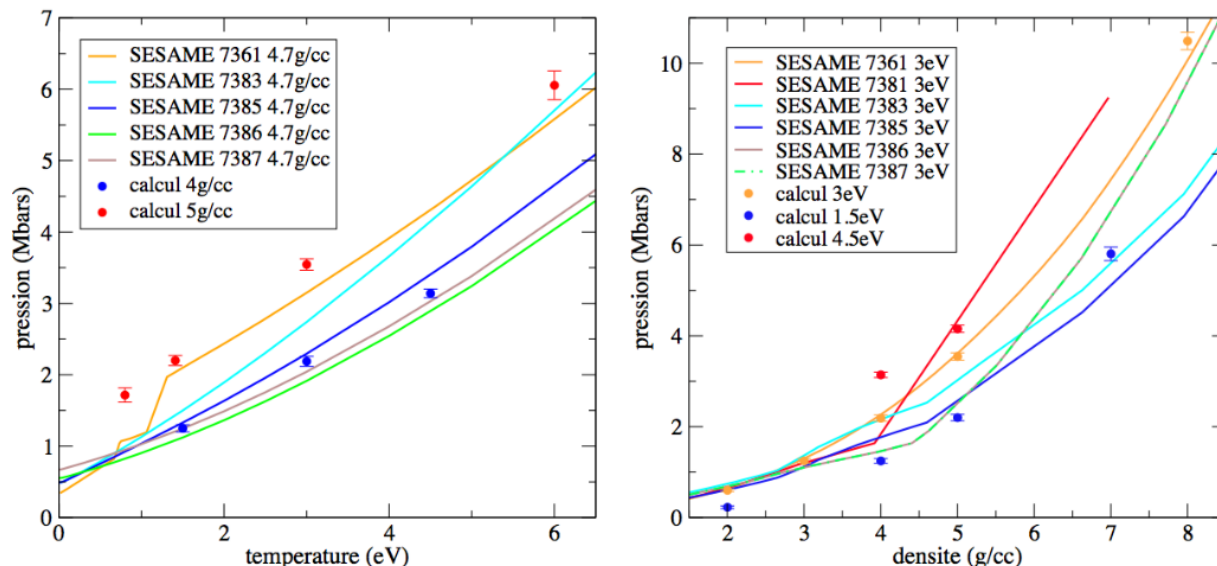 7
6
5
4
3
2
1
0
pression (Mbars)
SESAME 7361 4.7g/cc
SESAME 7383 4.7g/cc
SESAME 7385 4.7g/cc
SESAME 7386 4.7g/cc
SESAME 7387 4.7g/cc
calcul 4g/cc
calcul 5g/cc
0 2 4 6
temperature (eV)
10
8
6
4
2
0
pression (Mbars)
SESAME 7361 3eV
SESAME 7381 3eV
SESAME 7383 3eV
SESAME 7385 3eV
SESAME 7386 3eV
SESAME 7387 3eV
calcul 3eV
calcul 1.5eV
calcul 4.5eV
2 3 4 5 6 7 8
densite (g/cc)